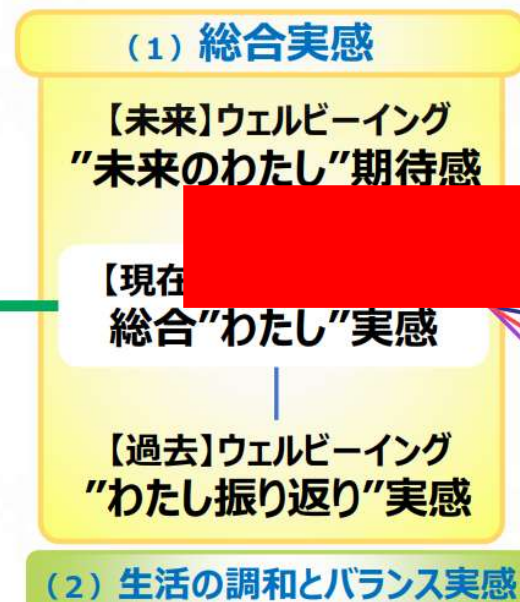 （1）総合実感
【未来】ウェルビーイング
”未来のわたし”期待感
【現在
総合”わたし”実感
【過去】ウェルビーイング
”わたし振り返り”実感
（2）生活の調和とバランス実感